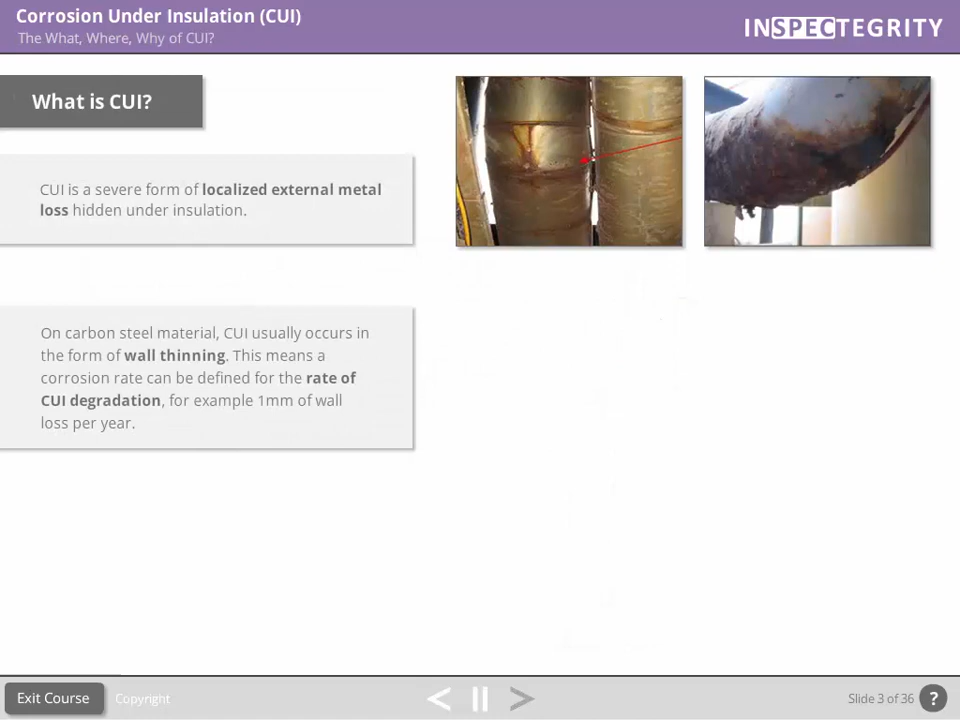 Corrosion Under Insulation (CUI)
The What, Where, Why of CUI?
INSPECTEGRITY
What is CUI?
CUI is a severe form of localized external metal
loss hidden under insulation.
On carbon steel material, CUI usually occurs in
the form of wall thinning. This means a
corrosion rate can be defined for the rate of
CUI degradation, for example 1mm of wall
loss per year.
Exit Course
Copyright
Slide 3 of 36
?